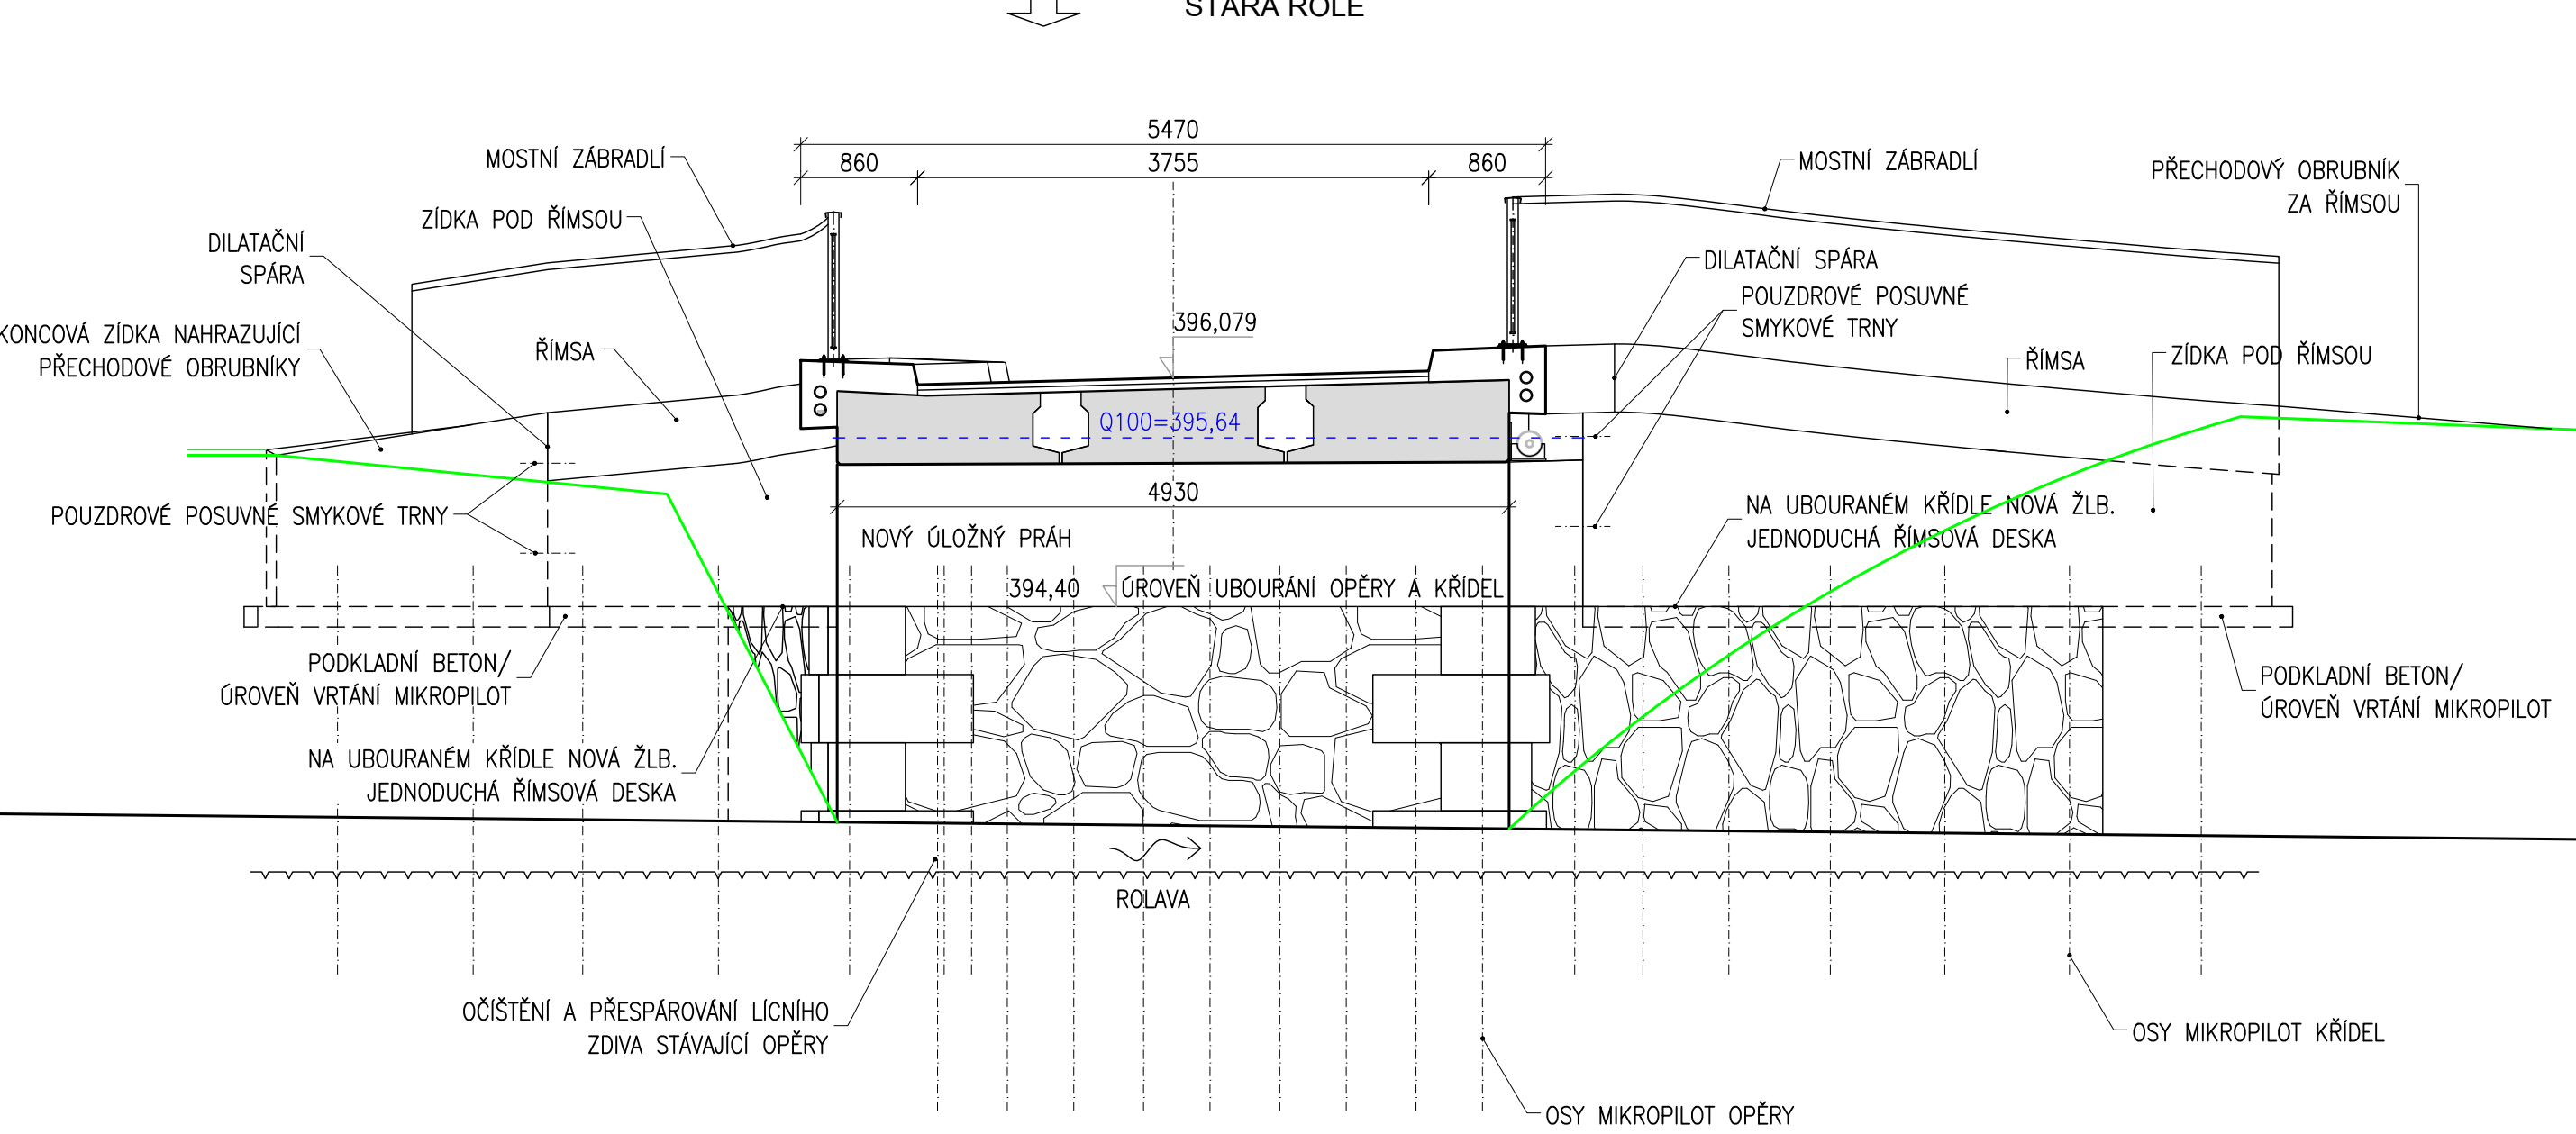 STARÁ ROLE
5470
860
3755
860
MOSTNÍ ZÁBRADLÍ
MOSTNÍ ZÁBRADLÍ
PŘECHODOVÝ OBRUBNÍK
ZA ŘÍMSOU
ZÍDKA POD ŘÍMSOU
DILATAČNÍ
SPÁRA
DILATAČNÍ SPÁRA
POUZDROVÉ POSUVNÉ
SMYKOVÉ TRNY
396,079
KONCOVÁ ZÍDKA NAHRAZUJÍCÍ
PŘECHODOVÉ OBRUBNÍKY
ŘÍMSA
ŘÍMSA
ZÍDKA POD ŘÍMSOU
Q100=395,64
4930
POUZDROVÉ POSUVNÉ SMYKOVÉ TRNY
NOVÝ ÚLOŽNÝ PRÁH
NA UBOURANÉM KŘÍDLE NOVÁ ŽLB.
JEDNODUCHÁ ŘÍMSOVÁ DESKA
394,40
ÚROVEŇ UBOURÁNÍ OPĚRY A KŘÍDEL
PODKLADNÍ BETON/
ÚROVEŇ VRTÁNÍ MIKROPILOT
PODKLADNÍ BETON/
ÚROVEŇ VRTÁNÍ MIKROPILOT
NA UBOURANÉM KŘÍDLE NOVÁ ŽLB.
JEDNODUCHÁ ŘÍMSOVÁ DESKA
ROLAVA
OČÍŠTĚNÍ A PŘESPÁROVÁNÍ LÍCNÍHO
ZDIVA STÁVAJÍCÍ OPĚRY
OSY MIKROPILOT KŘÍDEL
OSY MIKROPILOT OPĚRY